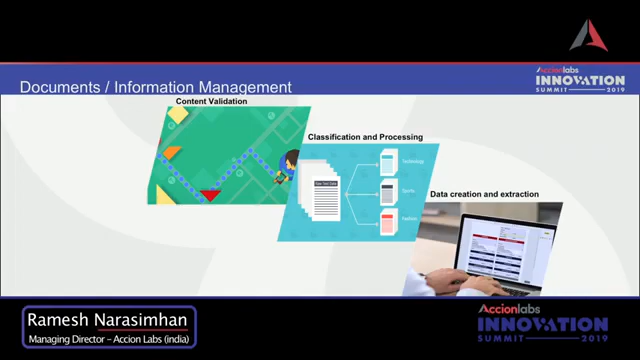 Accionlabs
INNOVATION
SUMMIT 2019
Documents / Information Management
Content Validation
Classification and Processing
Technology
Sports
Fashion
Data creation and extraction
Ramesh Narasimhan
Managing Director – Accion Labs (india)
Accionlabs
INNOVATION
SUMMIT 2019